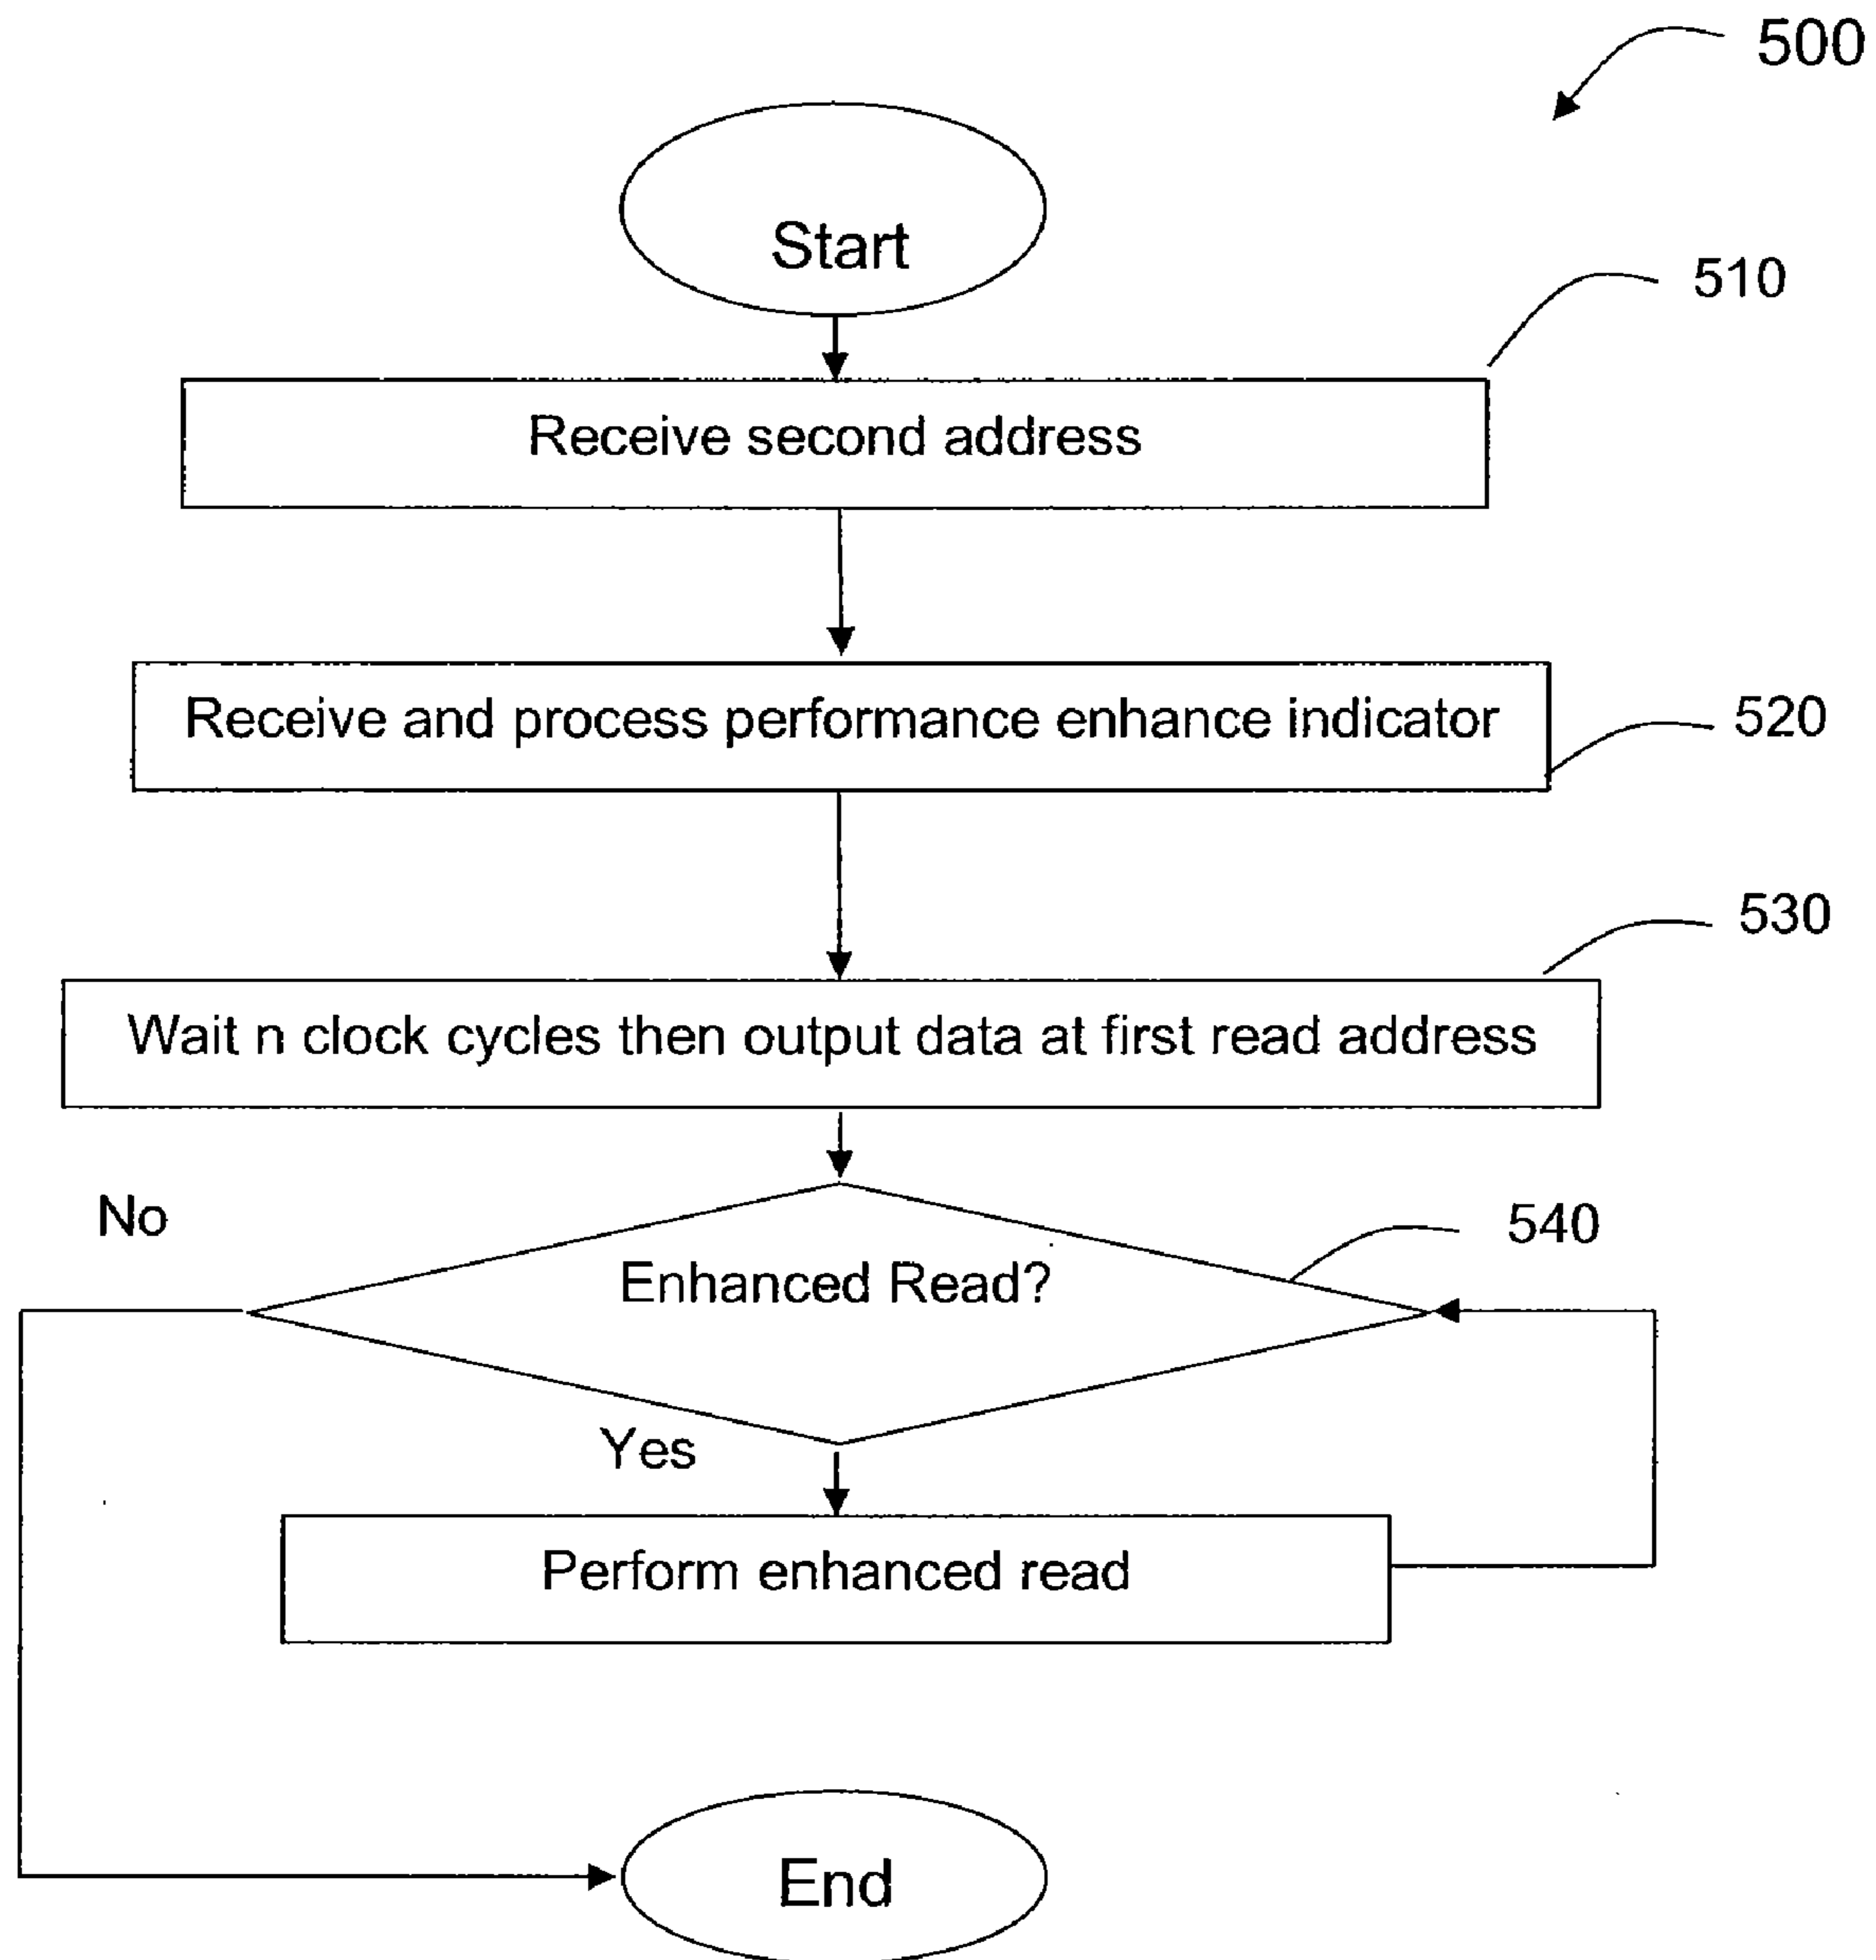 500
Start
510
Receive second address
Receive and process performance enhance indicator
520
530
Wait n clock cycles then output data at first read address
No
540
Enhanced Read?
Yes
Perform enhanced read
End